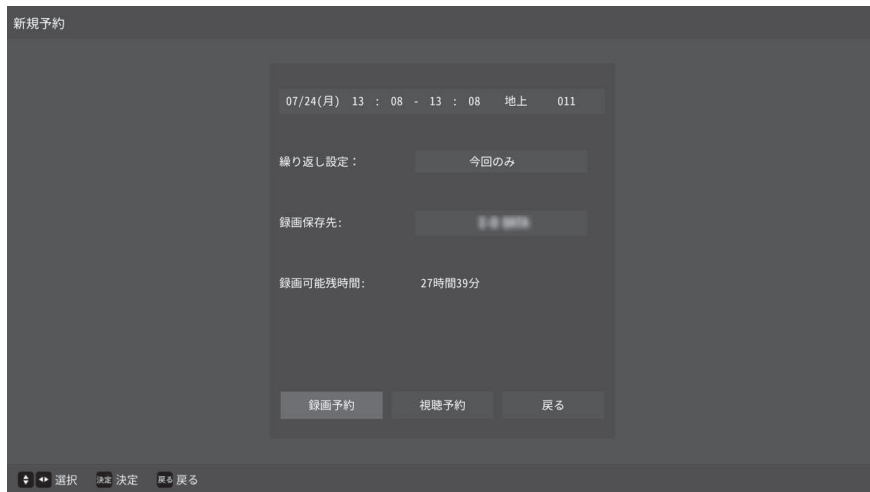 新規予約
07/24(月) 13 : 08 - 13 : 08 地上 011
繰り返し設定： 今回のみ
録画保存先:
録画可能残時間: 27時間39分
録画予約 視聴予約 戻る
選択 決定 決定 戻る 戻る